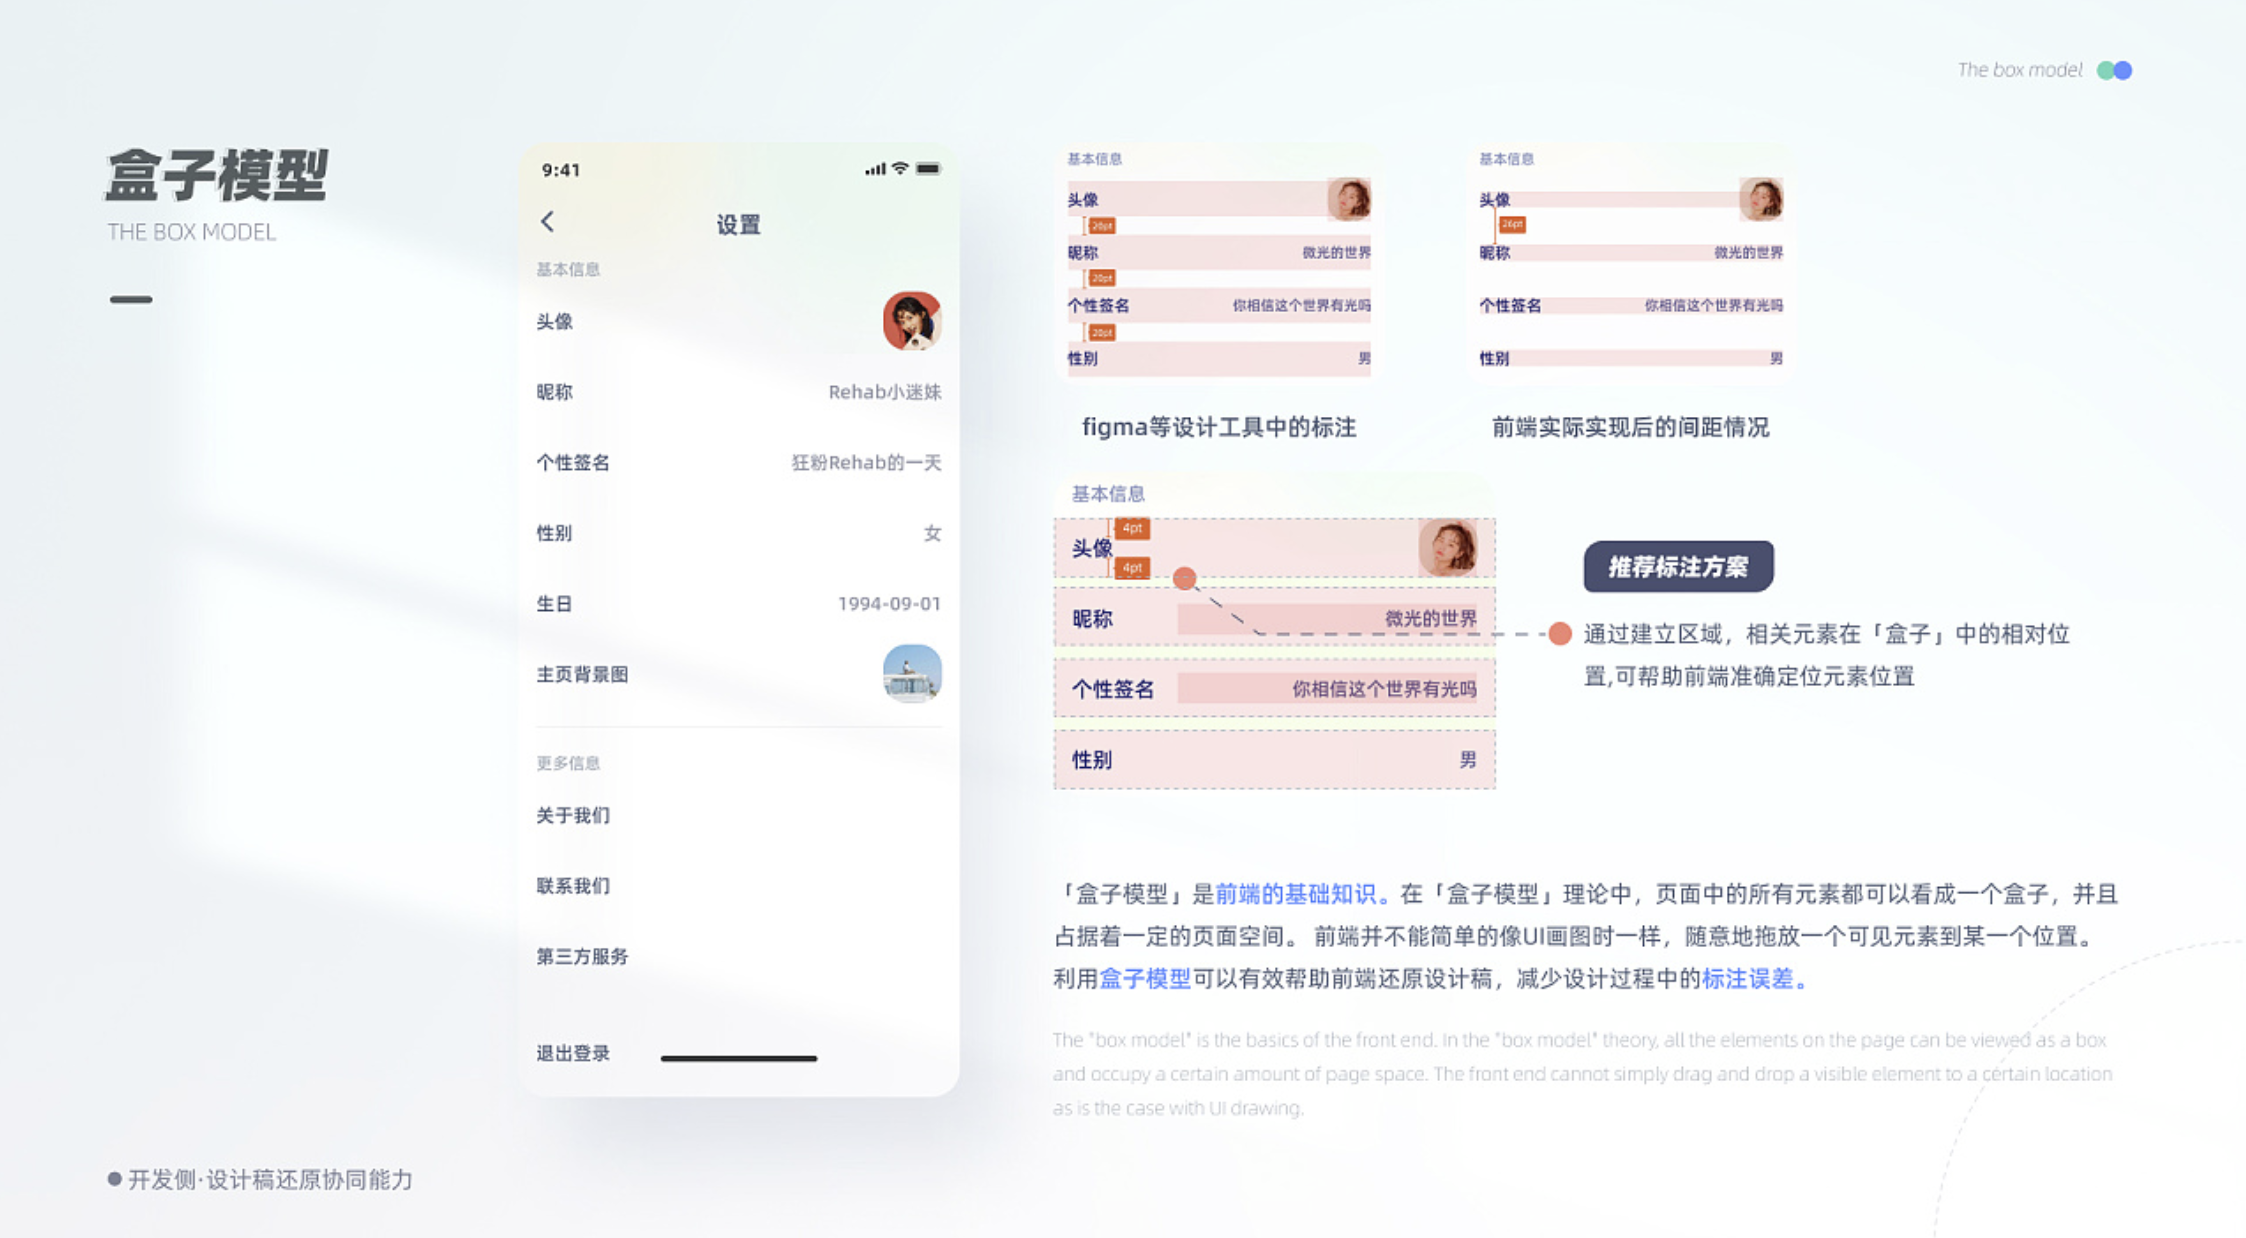 The box model
盒子模型
THE BOX MODEL
9:41
设置
基本信息
头像
昵称 Rehab小迷妹
个性签名 狂粉Rehab的一天
性别 女
生日 1994-09-01
主页背景图
更多信息
关于我们
联系我们
第三方服务
退出登录
基本信息
头像
20pt
昵称 微光的世界
20pt
个性签名 你相信这个世界有光吗
20pt
性别 男
figma等设计工具中的标注
基本信息
头像
26pt
昵称 微光的世界
个性签名 你相信这个世界有光吗
性别 男
前端实际实现后的间距情况
基本信息
4pt
头像
4pt
昵称 微光的世界
个性签名 你相信这个世界有光吗
性别 男
推荐标注方案
通过建立区域，相关元素在「盒子」中的相对位
置,可帮助前端准确定位元素位置
「盒子模型」是前端的基础知识。在「盒子模型」理论中，页面中的所有元素都可以看成一个盒子，并且
占据着一定的页面空间。 前端并不能简单的像UI画图时一样，随意地拖放一个可见元素到某一个位置。
利用盒子模型可以有效帮助前端还原设计稿，减少设计过程中的标注误差。
The "box model" is the basics of the front end. In the "box model" theory, all the elements on the page can be viewed as a box
and occupy a certain amount of page space. The front end cannot simply drag and drop a visible element to a certain location
as is the case with UI drawing.
开发侧·设计稿还原协同能力